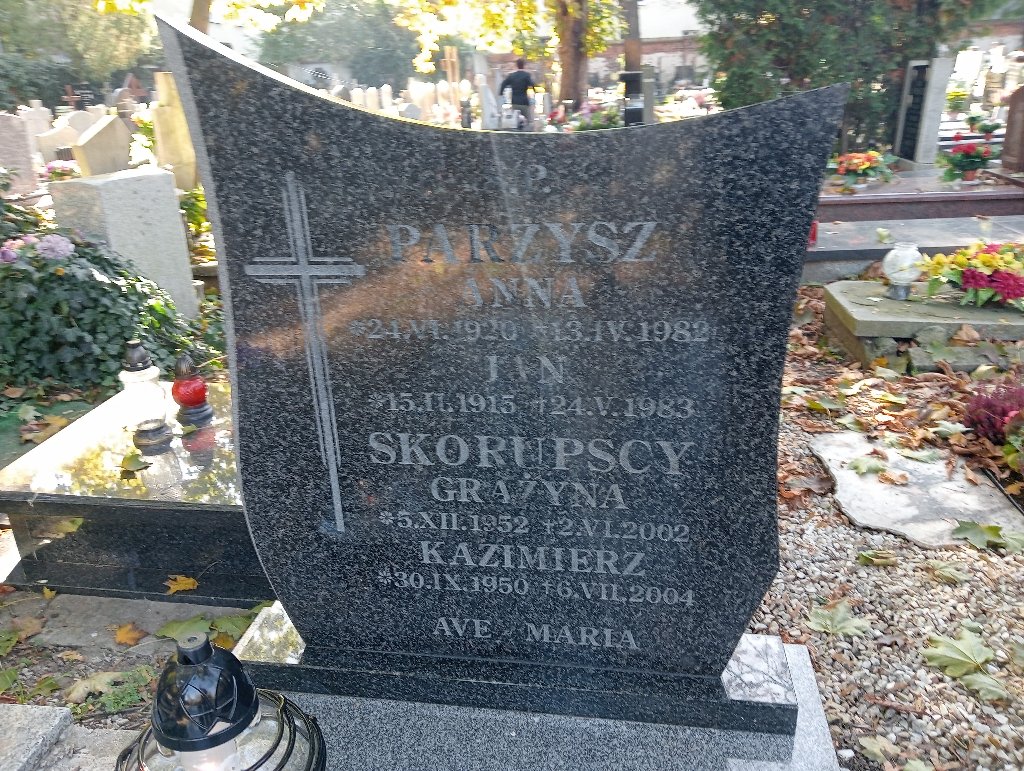 Ś.P.
PARZYSZ
ANNA
*24.VI.1920 †13.IV.1982
JAN
*15.II.1915 †24.V.1983
SKORUPSCY
GRAŻYNA
*5.XII.1952 †2.VI.2002
KAZIMIERZ
*30.IX.1950 †6.VII.2004
AVE MARIA